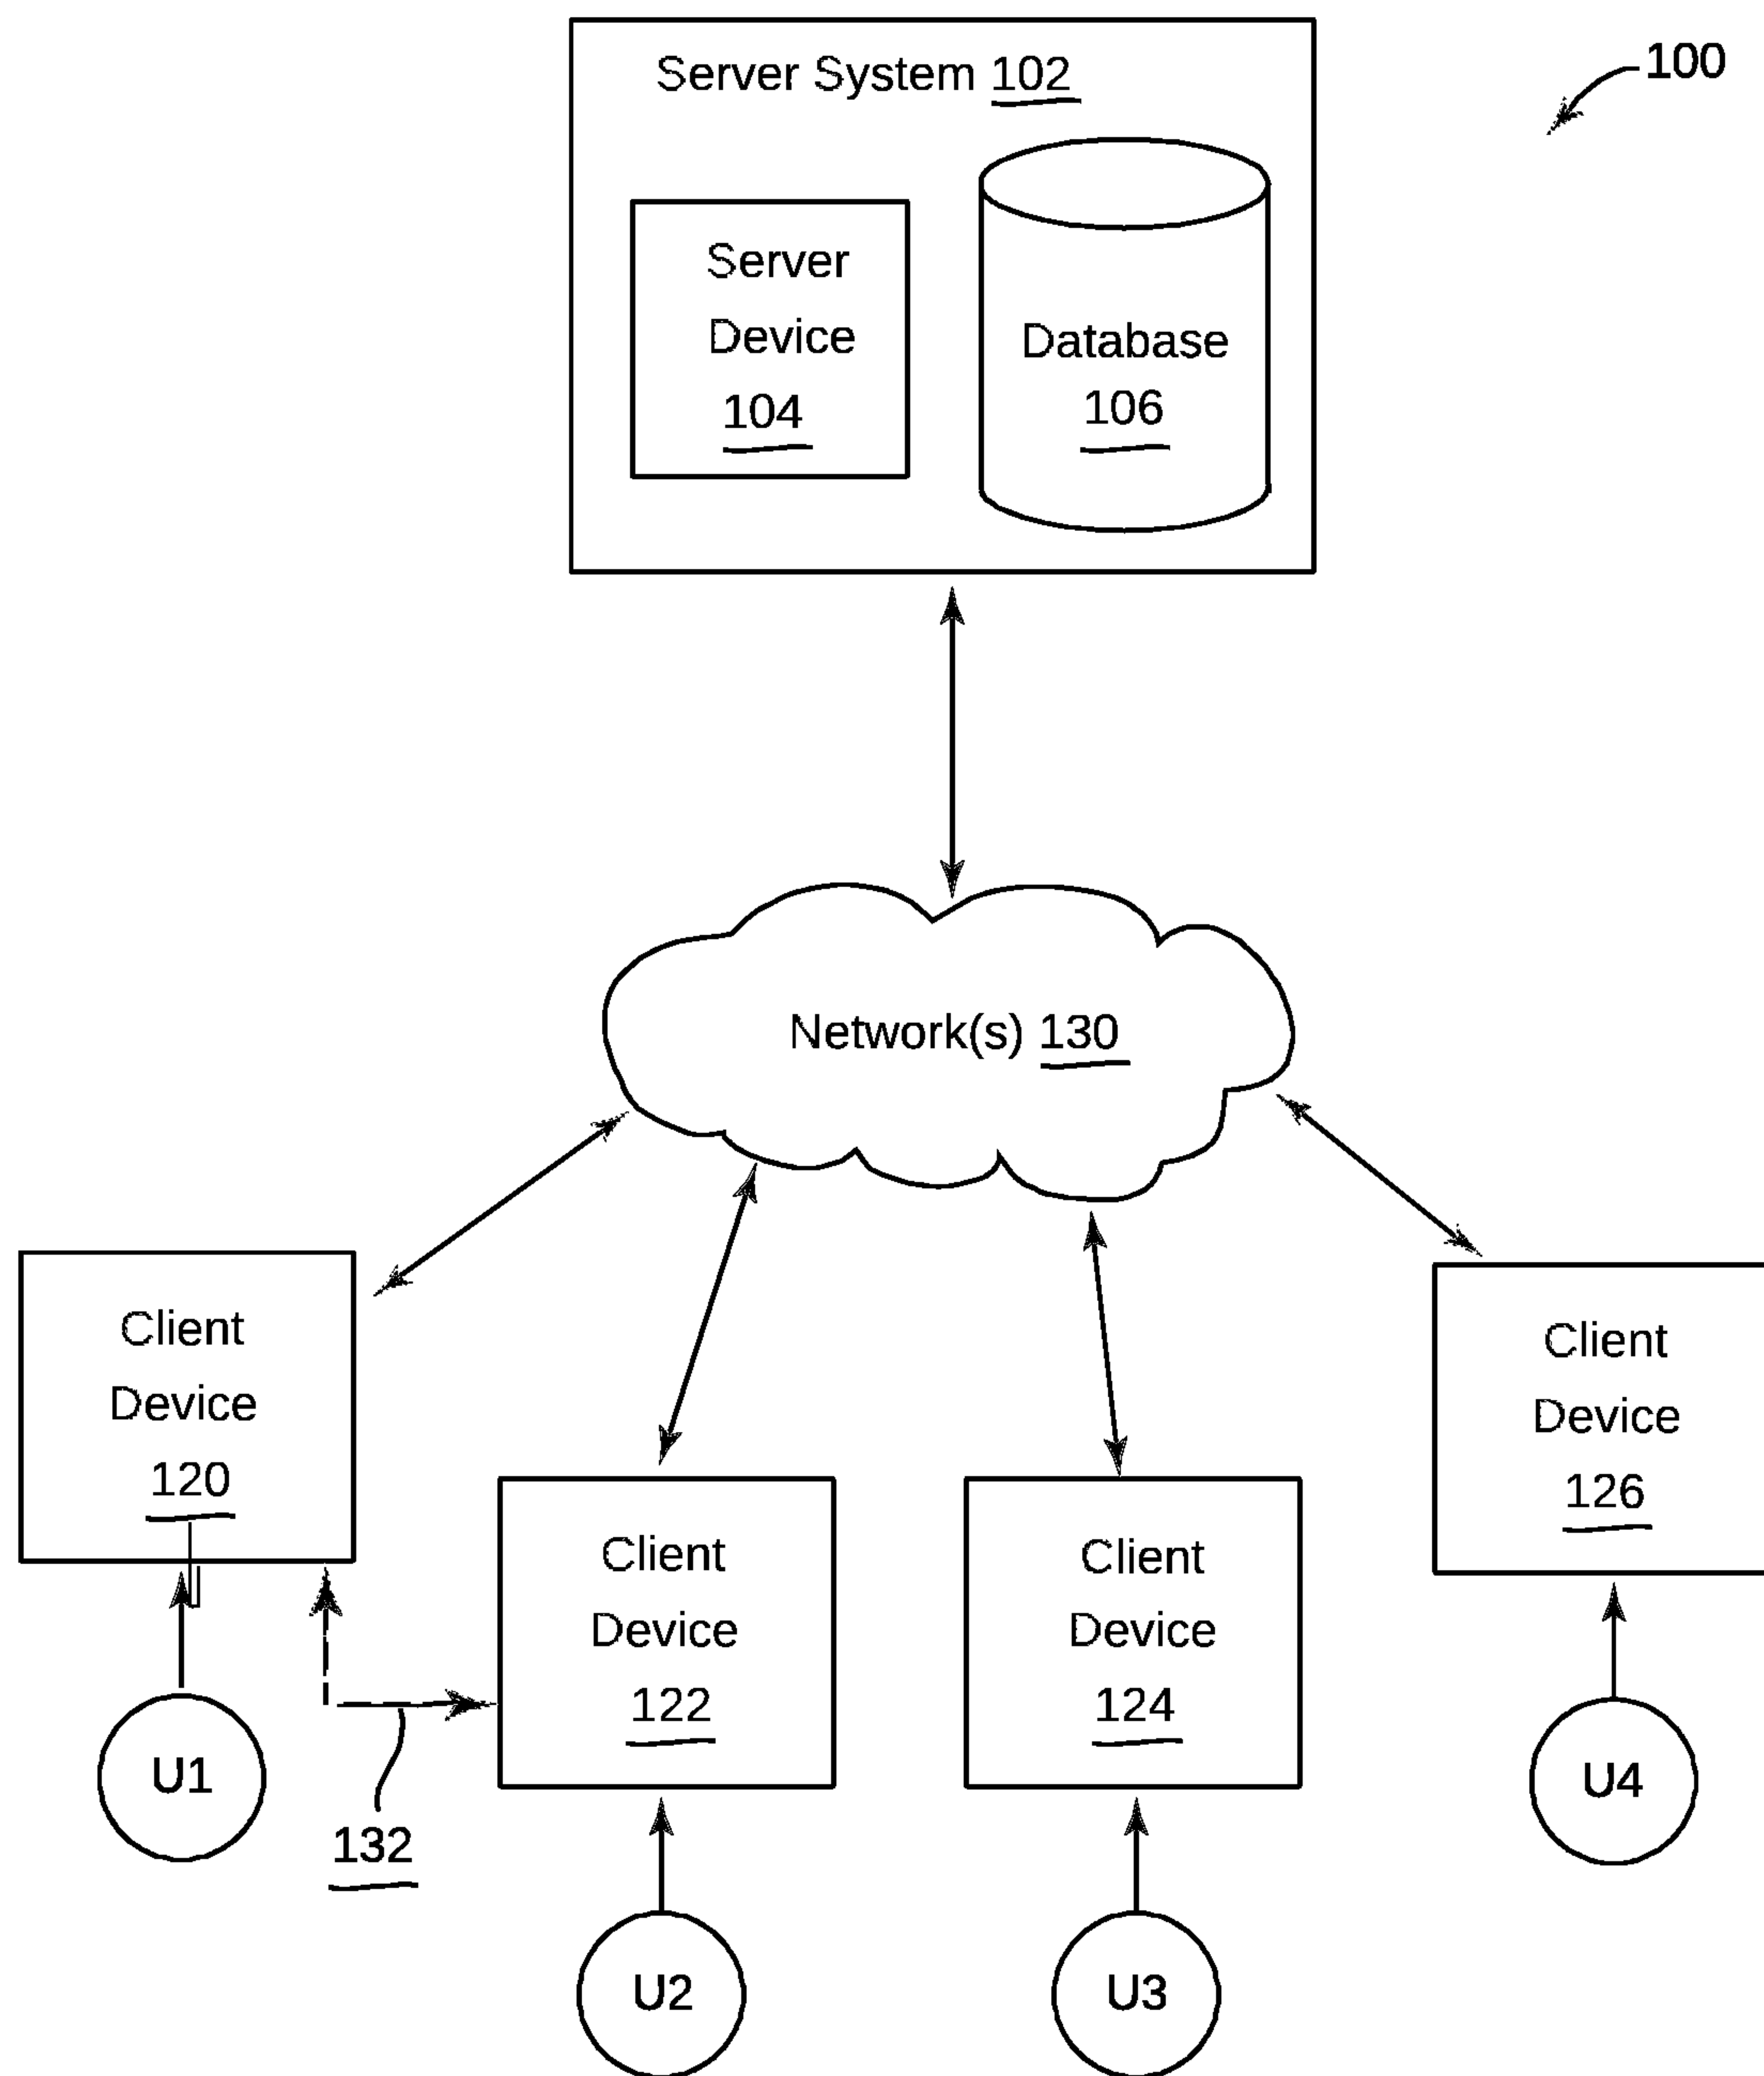 Server System 102
100
Server
Device
104
Database
106
Network(s) 130
Client
Device
120
Client
Device
122
Client
Device
124
Client
Device
126
U1
132
U2
U3
U4